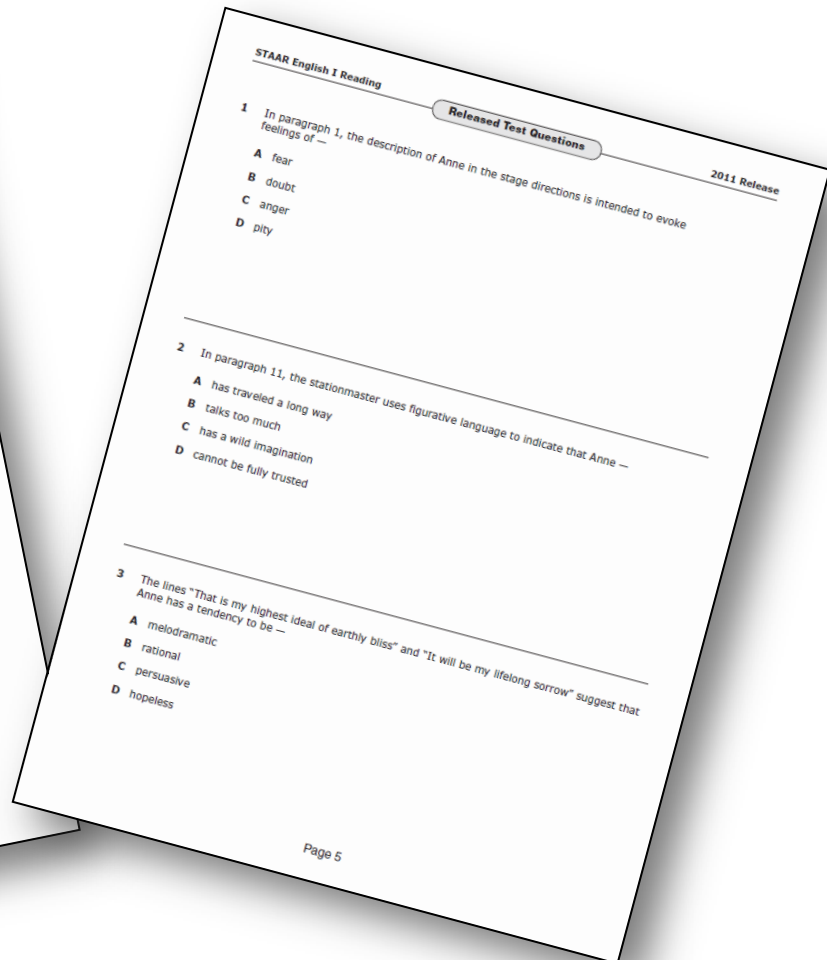 STAAR English I Reading
Released Test Questions
2011 Release
1 In paragraph 1, the description of Anne in the stage directions is intended to evoke
feelings of —
A fear
B doubt
C anger
D pity
2 In paragraph 11, the stationmaster uses figurative language to indicate that Anne —
A has traveled a long way
B talks too much
C has a wild imagination
D cannot be fully trusted
3 The lines “That is my highest ideal of earthly bliss” and “It will be my lifelong sorrow” suggest that
Anne has a tendency to be —
A melodramatic
B rational
C persuasive
D hopeless
Page 5